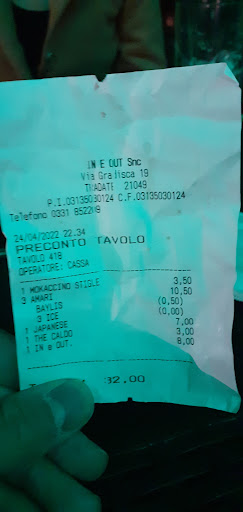 IN E OUT Snc
Via Gradisca 19
TRADATE 21049
P.I.03135030124 C.F.03135030124
Telefono 0331 852208
24/04/2022 22.34
PRECONTO TAVOLO
TAVOLO 418
OPERATORE: CASSA
1 MOKACCINO STIGLE 3,50
3 AMARI 10,50
BAYLIS (0,50)
3 ICE (0,00)
1 JAPANESE 7,00
1 THE CALDO 3,00
1 IN e OUT. 8,00
32,00